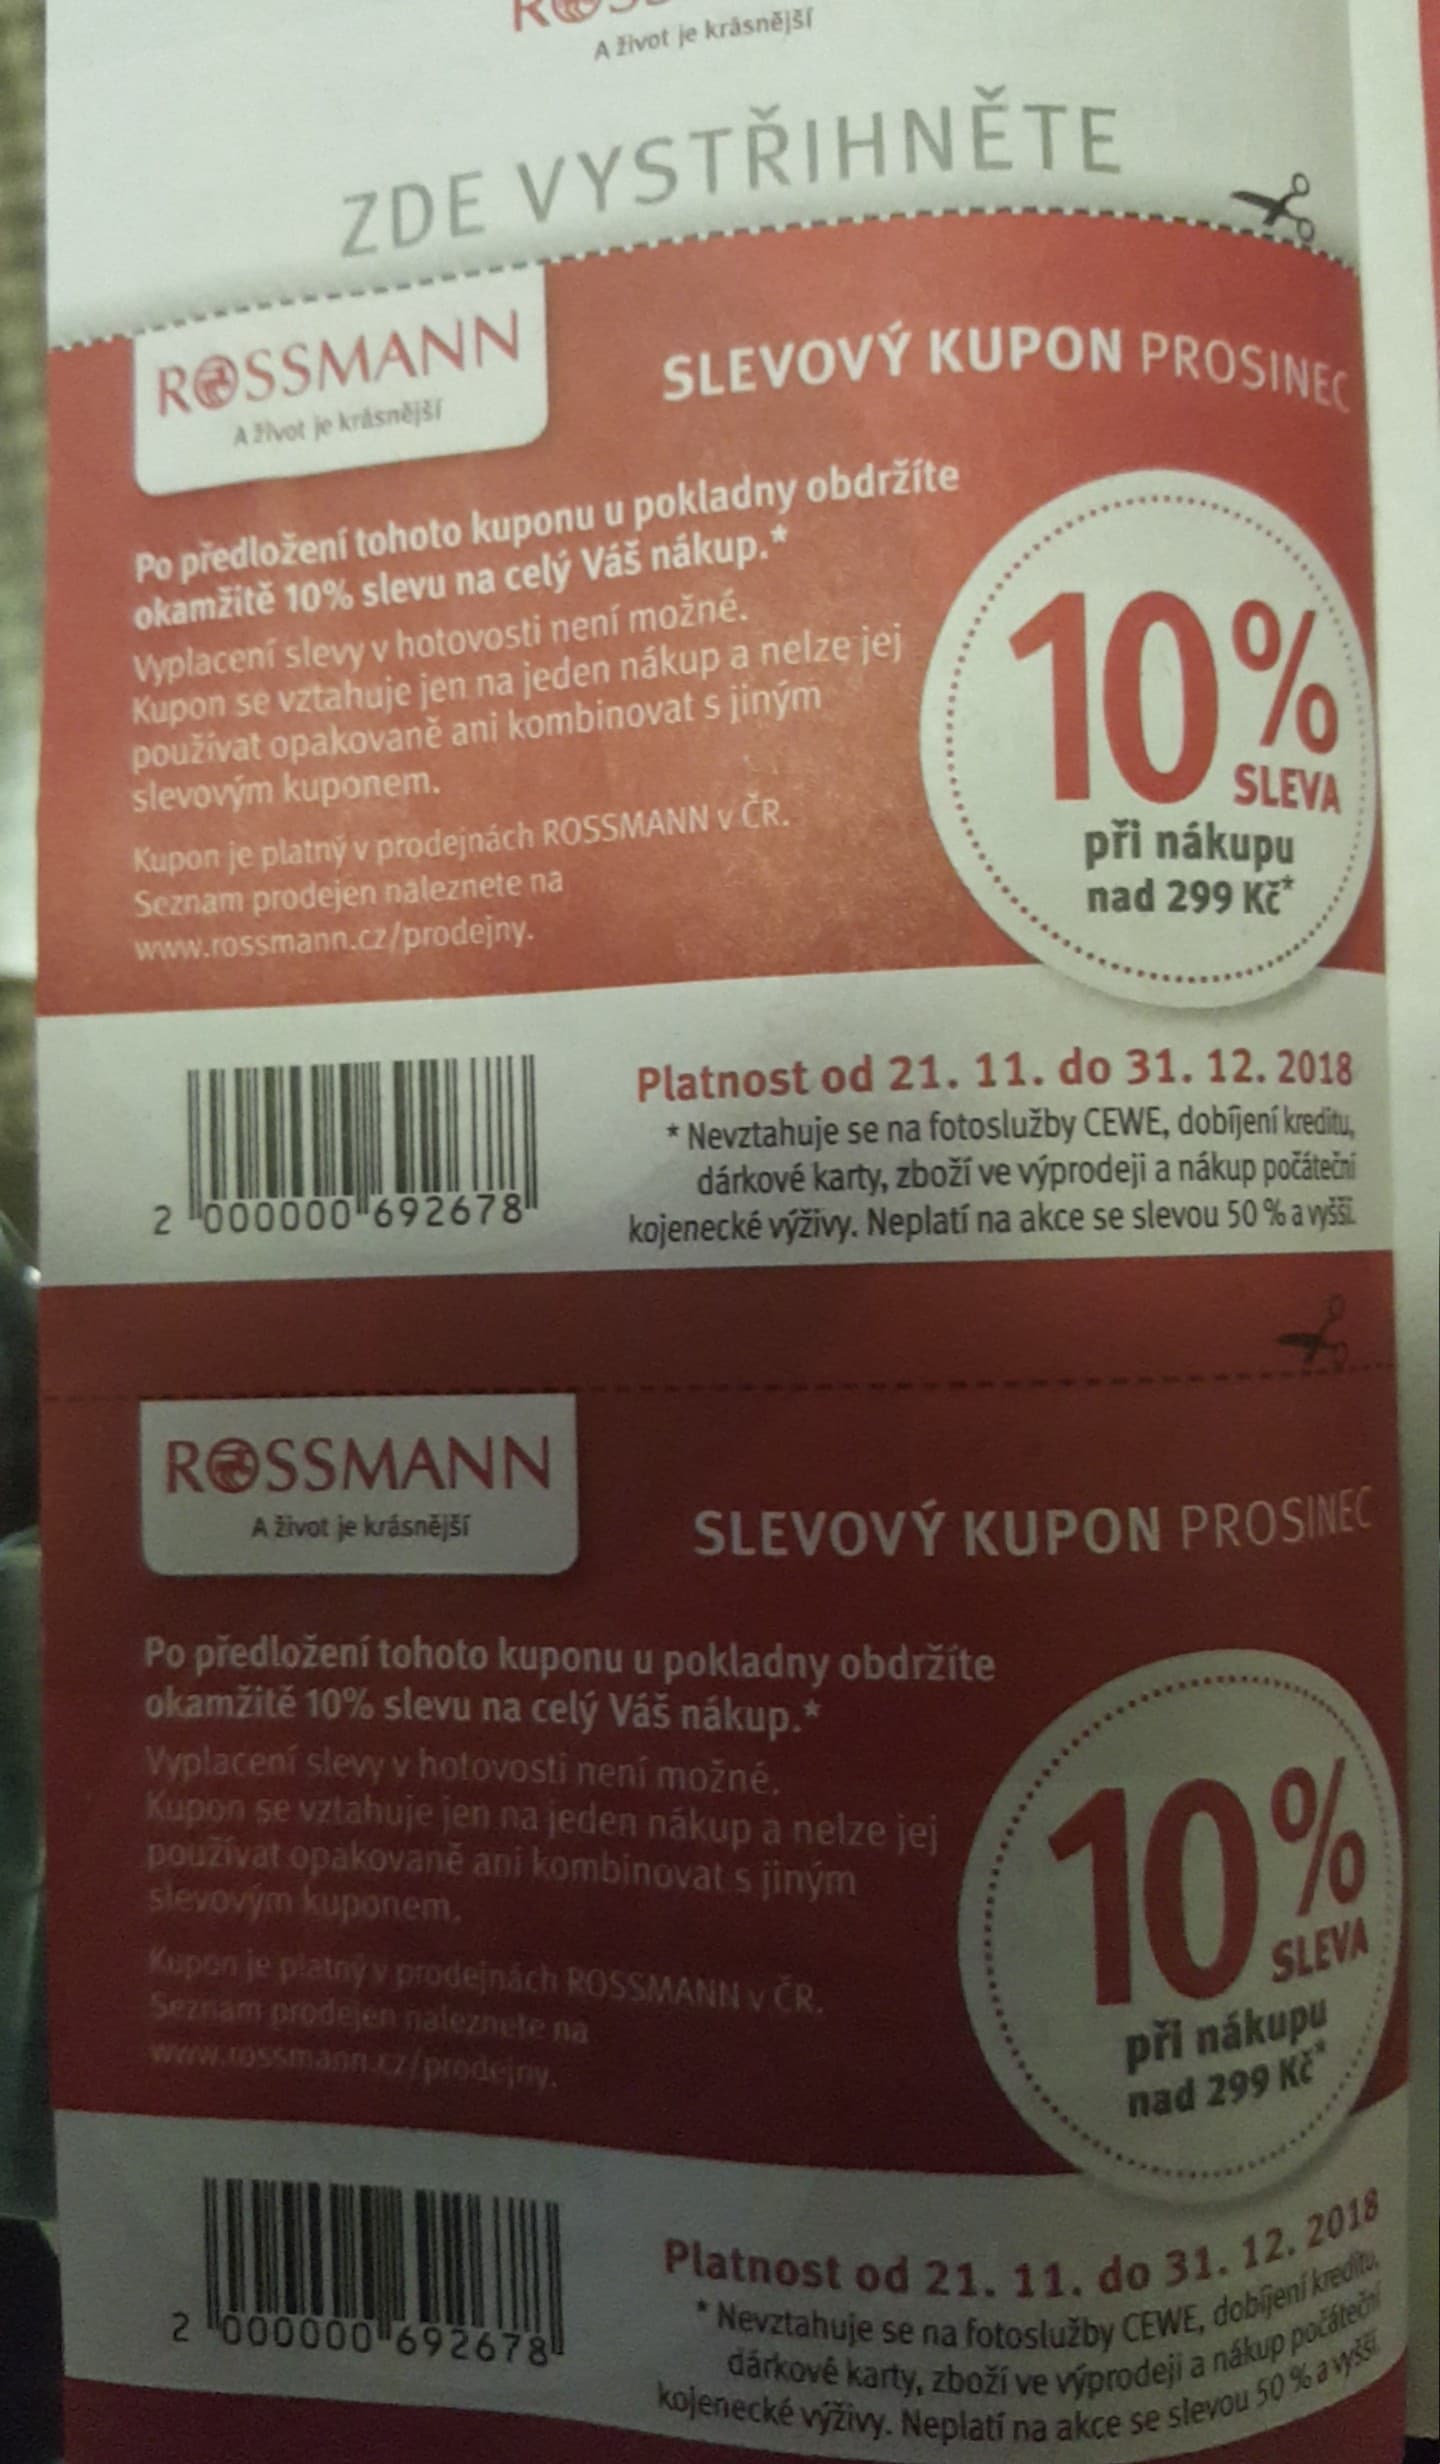 ROSSMANN
A život je krásnější
ZDE VYSTŘIHNĚTE
ROSSMANN
A život je krásnější
SLEVOVÝ KUPON PROSINEC
Po předložení tohoto kuponu u pokladny obdržíte
okamžitě 10% slevu na celý Váš nákup.*
Vyplacení slevy v hotovosti není možné.
Kupon se vztahuje jen na jeden nákup a nelze jej
používat opakovaně ani kombinovat s jiným
slevovým kuponem.
Kupon je platný v prodejnách ROSSMANN v ČR.
Seznam prodejen naleznete na
www.rossmann.cz/prodejny.
10%
SLEVA
při nákupu
nad 299 Kč*
2 000000 692678
Platnost od 21. 11. do 31. 12. 2018
* Nevztahuje se na fotoslužby CEWE, dobíjení kreditu,
dárkové karty, zboží ve výprodeji a nákup počáteční
kojenecké výživy. Neplatí na akce se slevou 50 % a vyšší.
ROSSMANN
A život je krásnější
SLEVOVÝ KUPON PROSINEC
Po předložení tohoto kuponu u pokladny obdržíte
okamžitě 10% slevu na celý Váš nákup.*
Vyplacení slevy v hotovosti není možné.
Kupon se vztahuje jen na jeden nákup a nelze jej
používat opakovaně ani kombinovat s jiným
slevovým kuponem.
Kupon je platný v prodejnách ROSSMANN v ČR.
Seznam prodejen naleznete na
www.rossmann.cz/prodejny.
10%
SLEVA
při nákupu
nad 299 Kč*
2 000000 692678
Platnost od 21. 11. do 31. 12. 2018
* Nevztahuje se na fotoslužby CEWE, dobíjení kreditu,
dárkové karty, zboží ve výprodeji a nákup počáteční
kojenecké výživy. Neplatí na akce se slevou 50 % a vyšší.